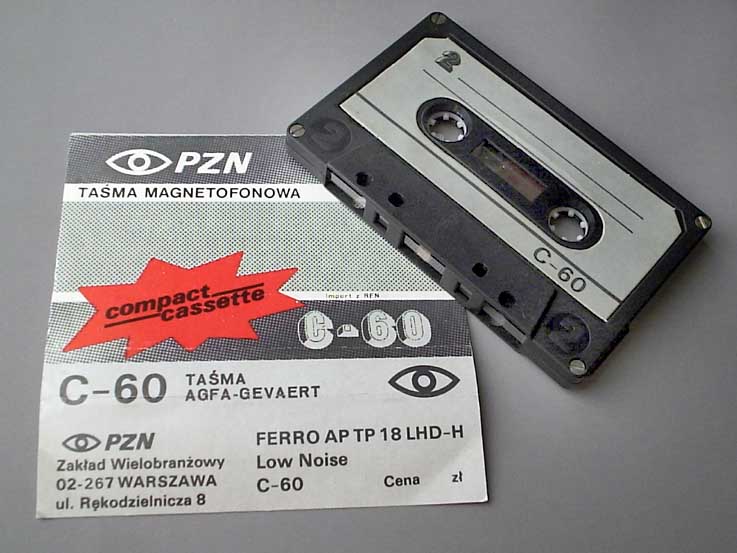 PZN
TAŚMA MAGNETOFONOWA
compact
cassette
Import z RFN
C-60
C-60 TAŚMA
AGFA-GEVAERT
PZN
Zakład Wielobranżowy
02-267 WARSZAWA
ul. Rękodzielnicza 8
FERRO AP TP 18 LHD-H
Low Noise
C-60 Cena zł
2
C-60
2
2